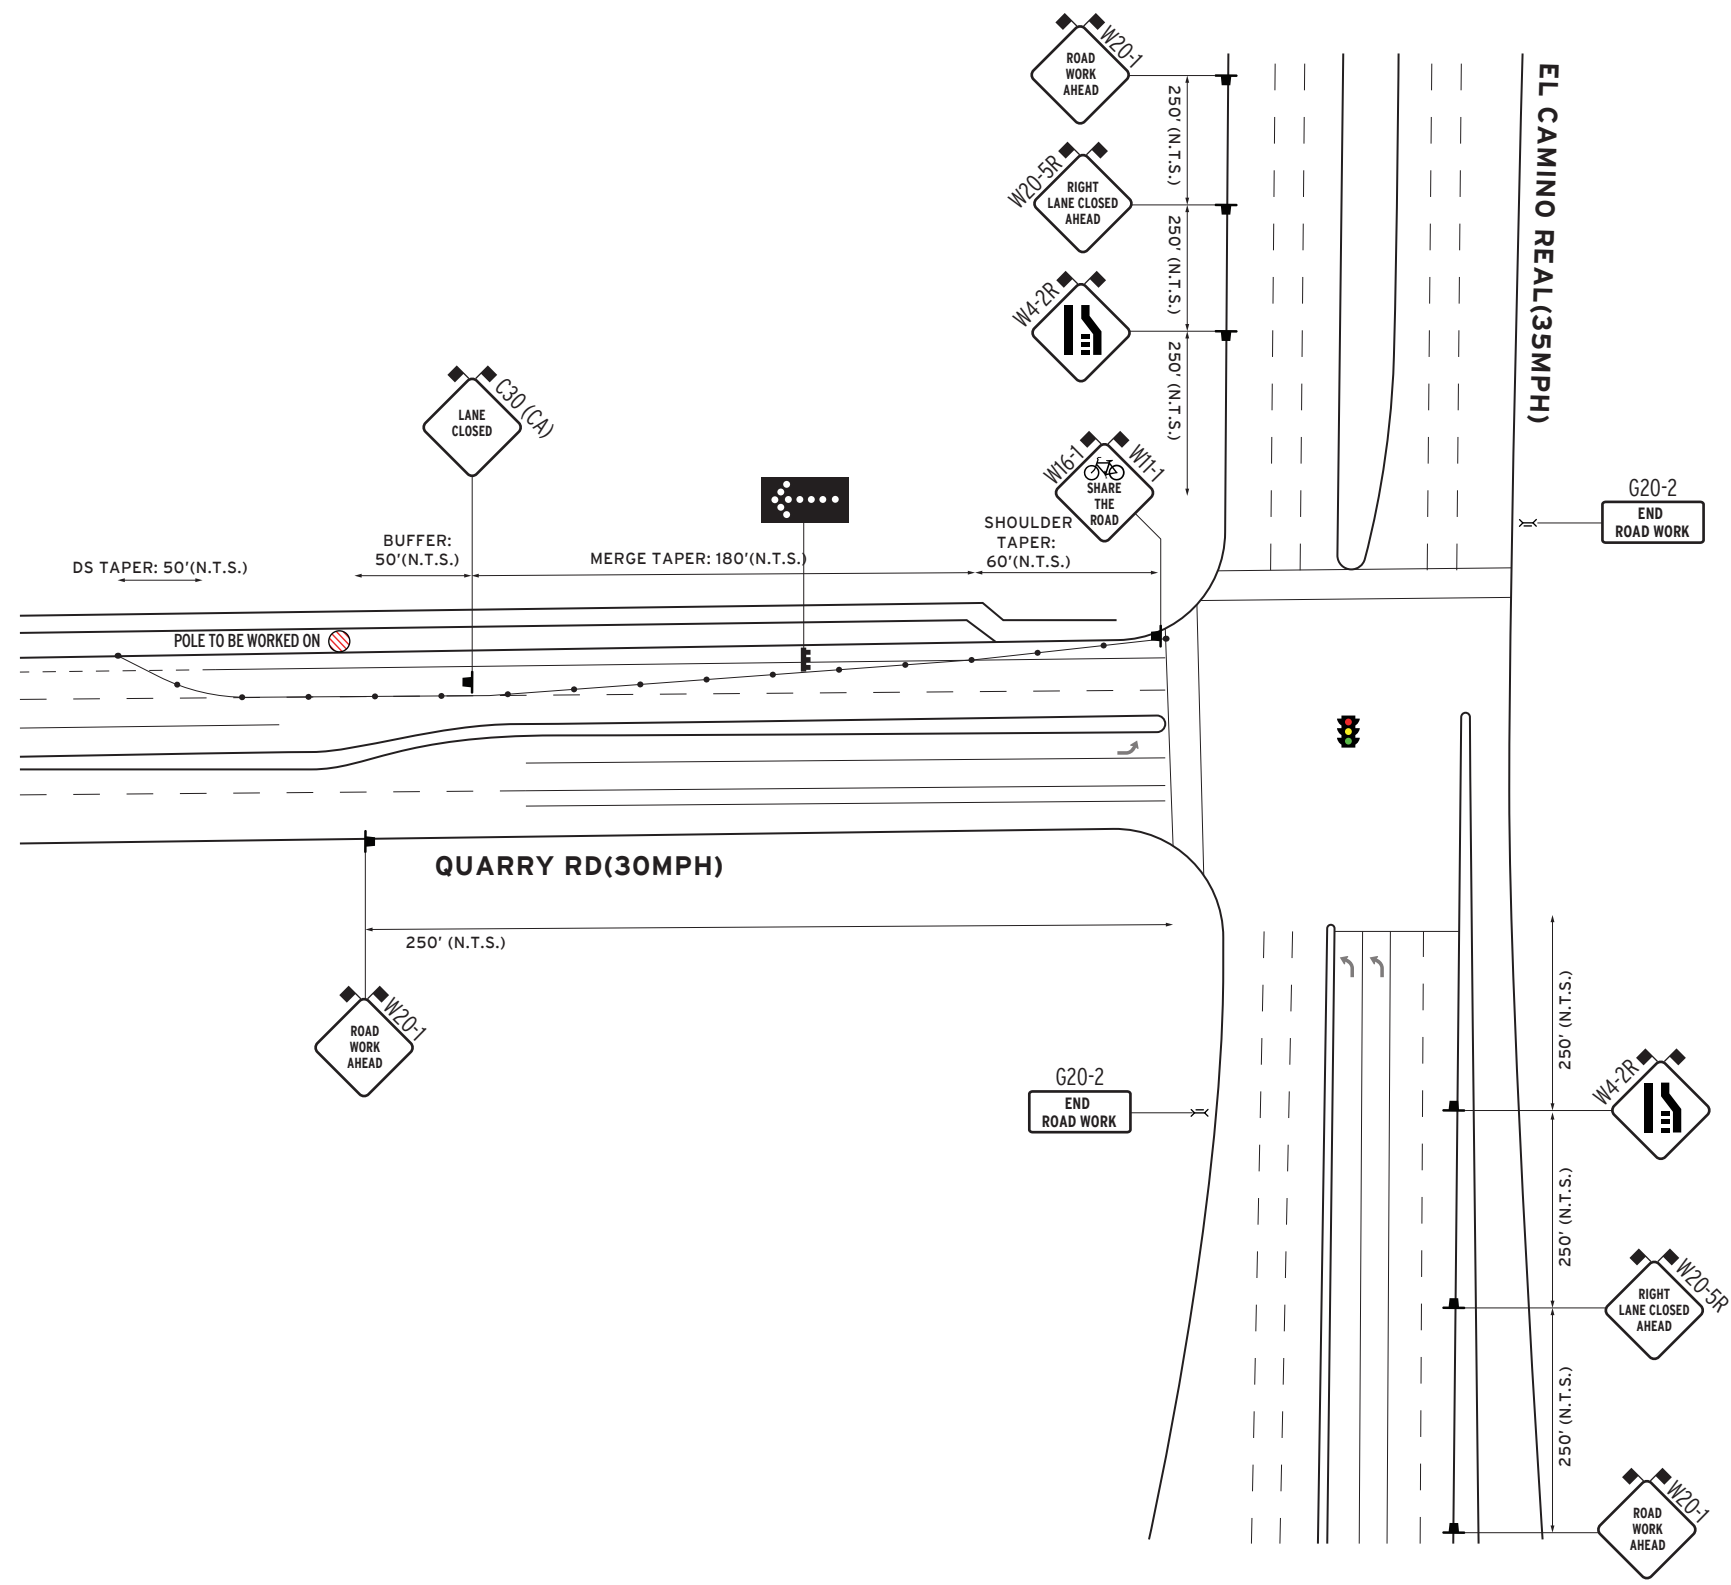 W20-1
ROAD
WORK
AHEAD
250' (N.T.S.)
EL CAMINO REAL(35MPH)
W20-5R
RIGHT
LANE CLOSED
AHEAD
250' (N.T.S.)
W4-2R
250' (N.T.S.)
C30 (CA)
LANE
CLOSED
W16-1
W11-1
SHARE
THE
ROAD
G20-2
END
ROAD WORK
SHOULDER
TAPER:
60'(N.T.S.)
BUFFER:
50'(N.T.S.)
MERGE TAPER: 180'(N.T.S.)
DS TAPER: 50'(N.T.S.)
POLE TO BE WORKED ON
QUARRY RD(30MPH)
250' (N.T.S.)
W20-1
ROAD
WORK
AHEAD
G20-2
END
ROAD WORK
250' (N.T.S.)
W4-2R
250' (N.T.S.)
W20-5R
RIGHT
LANE CLOSED
AHEAD
250' (N.T.S.)
W20-1
ROAD
WORK
AHEAD